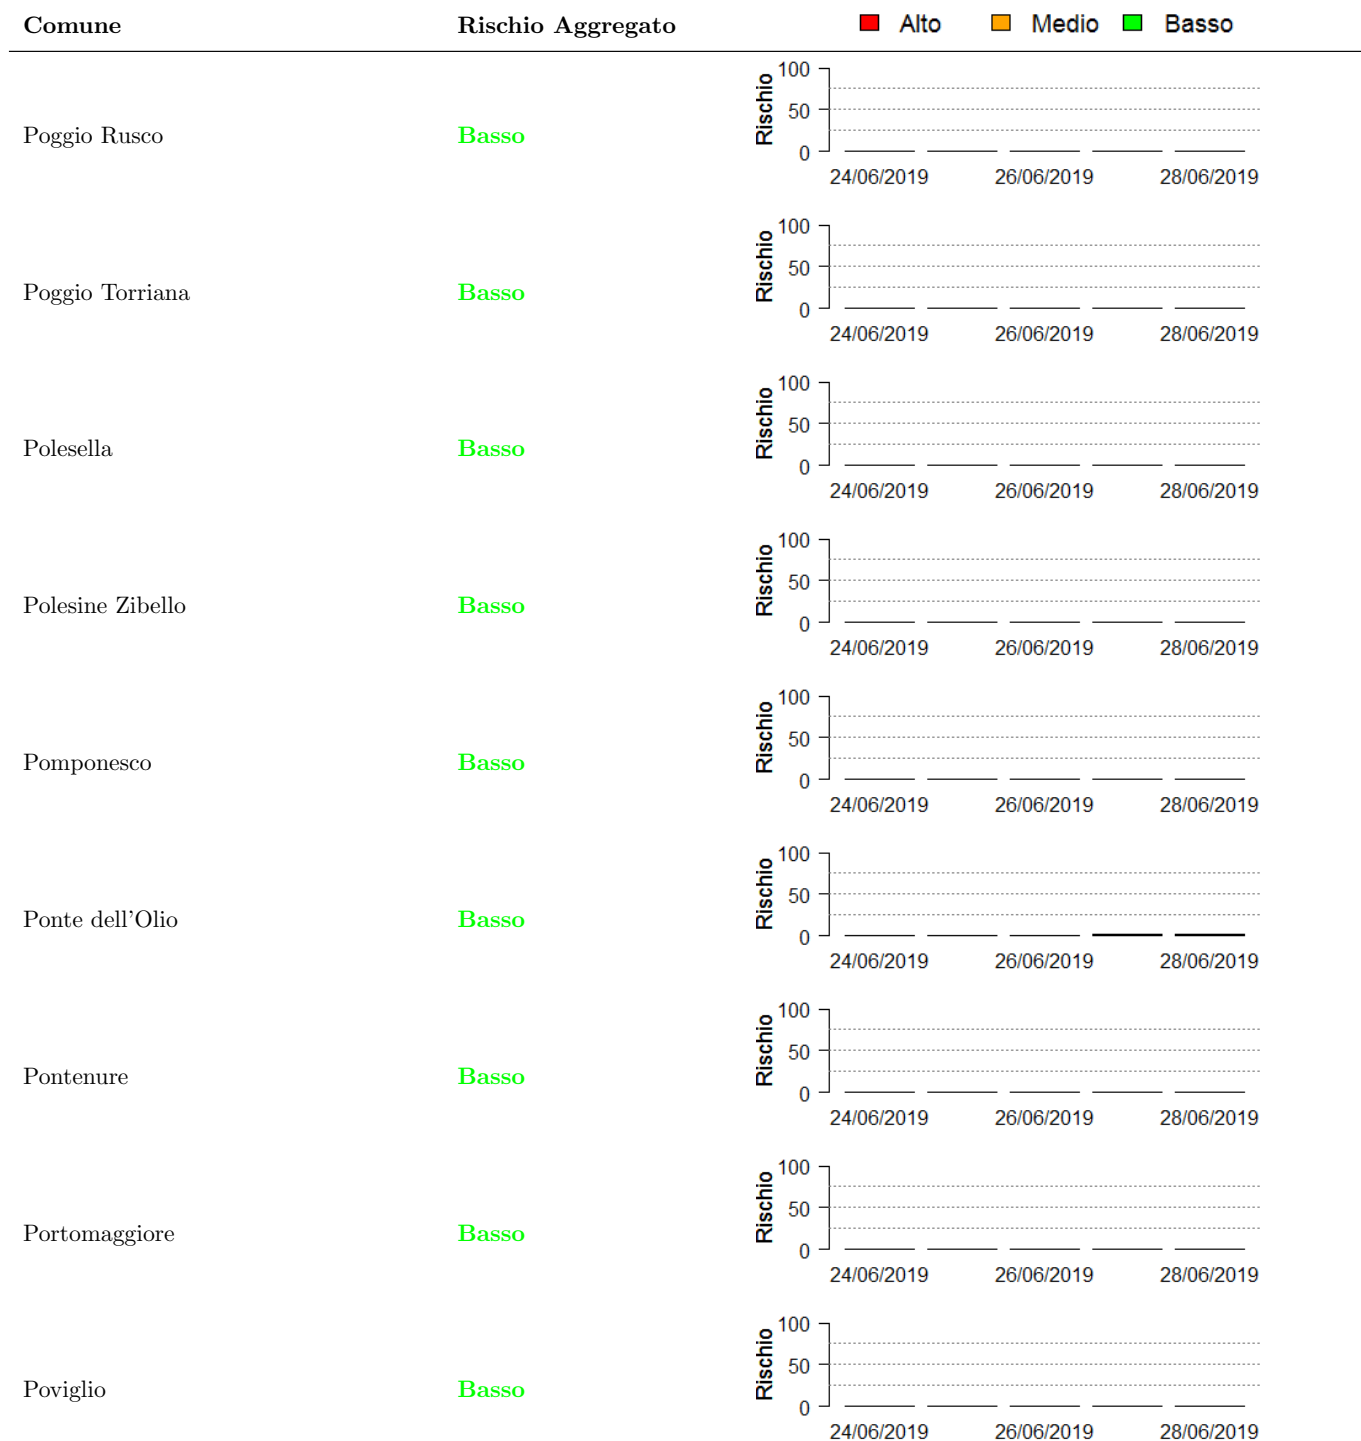 Comune Rischio Aggregato Alto Medio Basso
Poggio Rusco Basso Rischio 100 50 0
24/06/2019 26/06/2019 28/06/2019
Poggio Torriana Basso Rischio 100 50 0
24/06/2019 26/06/2019 28/06/2019
Polesella Basso Rischio 100 50 0
24/06/2019 26/06/2019 28/06/2019
Polesine Zibello Basso Rischio 100 50 0
24/06/2019 26/06/2019 28/06/2019
Pomponesco Basso Rischio 100 50 0
24/06/2019 26/06/2019 28/06/2019
Ponte dell'Olio Basso Rischio 100 50 0
24/06/2019 26/06/2019 28/06/2019
Pontenure Basso Rischio 100 50 0
24/06/2019 26/06/2019 28/06/2019
Portomaggiore Basso Rischio 100 50 0
24/06/2019 26/06/2019 28/06/2019
Poviglio Basso Rischio 100 50 0
24/06/2019 26/06/2019 28/06/2019